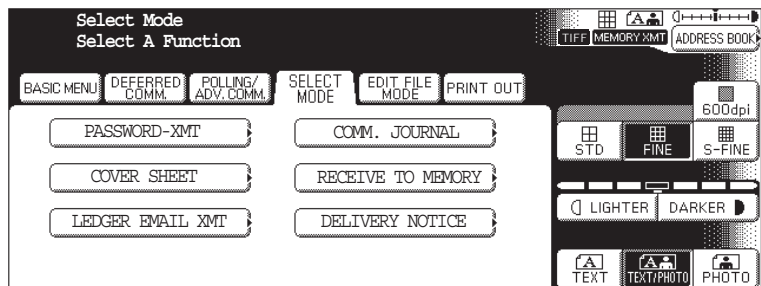 Select Mode
Select A Function
TIFF MEMORY XMT ADDRESS BOOK
BASIC MENU DEFERRED COMM. POLLING/ ADV. COMM. SELECT MODE EDIT FILE MODE PRINT OUT
600dpi
PASSWORD-XMT COMM. JOURNAL
STD FINE S-FINE
COVER SHEET RECEIVE TO MEMORY
LIGHTER DARKER
LEDGER EMAIL XMT DELIVERY NOTICE
A TEXT A TEXT/PHOTO PHOTO